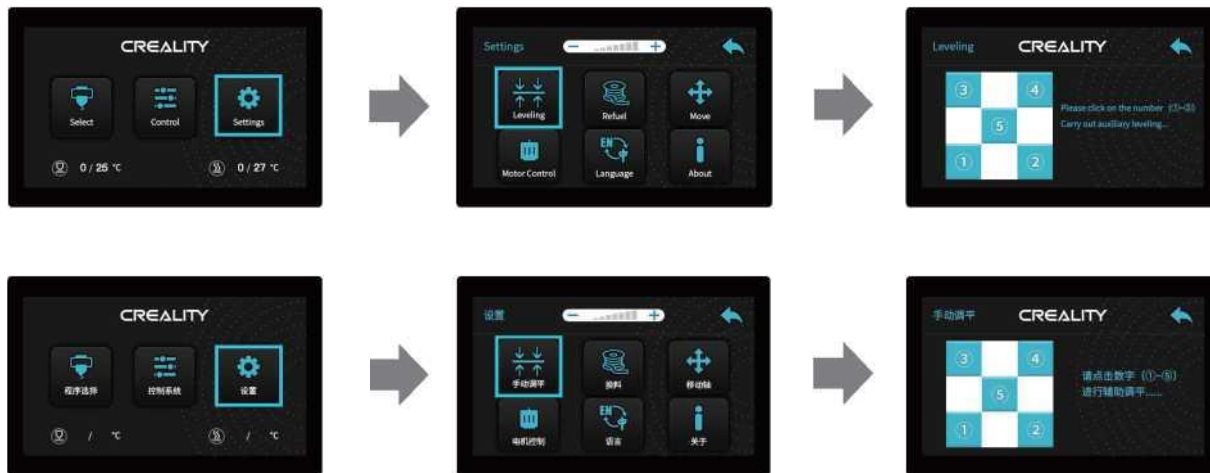 CREALITY
Select
Control
Settings
0 / 25 ℃
0 / 27 ℃
Settings
Leveling
Refuel
Move
Motor Control
EN
中
Language
About
Leveling
CREALITY
③
④
Please click on the number (①-⑤)
⑤
Carry out auxiliary leveling...
①
②
CREALITY
程序选择
控制系统
设置
/ ℃
/ ℃
设置
手动调平
换料
移动轴
电机控制
EN
中
语言
关于
手动调平
CREALITY
③
④
请点击数字 (①-⑤)
⑤
进行辅助调平......
①
②